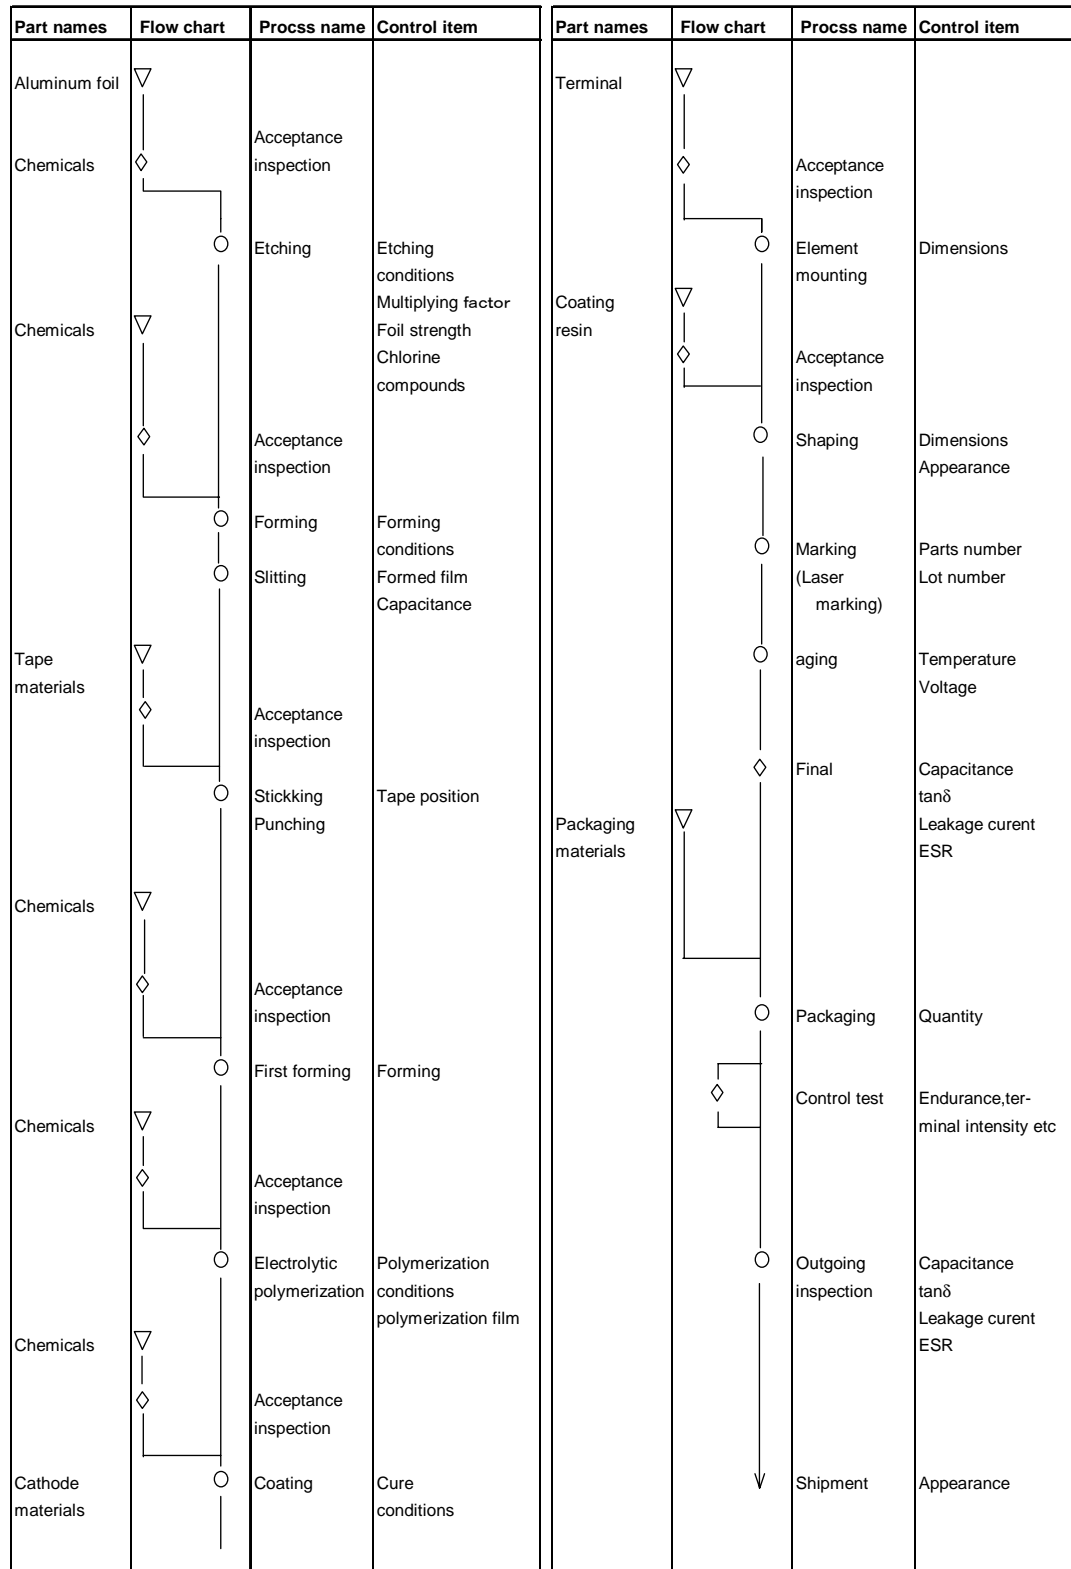 Part names Flow chart Procss name Control item
Aluminum foil
Acceptance
Chemicals inspection
Etching Etching
conditions
Multiplying factor
Chemicals Foil strength
Chlorine
compounds
Acceptance
inspection
Forming Forming
conditions
Slitting Formed film
Capacitance
Tape
materials
Acceptance
inspection
Stickking Tape position
Punching
Chemicals
Acceptance
inspection
First forming Forming
Chemicals
Acceptance
inspection
Electrolytic Polymerization
polymerization conditions
polymerization film
Chemicals
Acceptance
inspection
Cathode Coating Cure
materials conditions
Part names Flow chart Procss name Control item
Terminal
Acceptance
inspection
Element Dimensions
mounting
Coating
resin
Acceptance
inspection
Shaping Dimensions
Appearance
Marking Parts number
(Laser Lot number
marking)
aging Temperature
Voltage
Final Capacitance
tanδ
Packaging Leakage curent
materials ESR
Packaging Quantity
Control test Endurance,ter-
minal intensity etc
Outgoing Capacitance
inspection tanδ
Leakage curent
ESR
Shipment Appearance